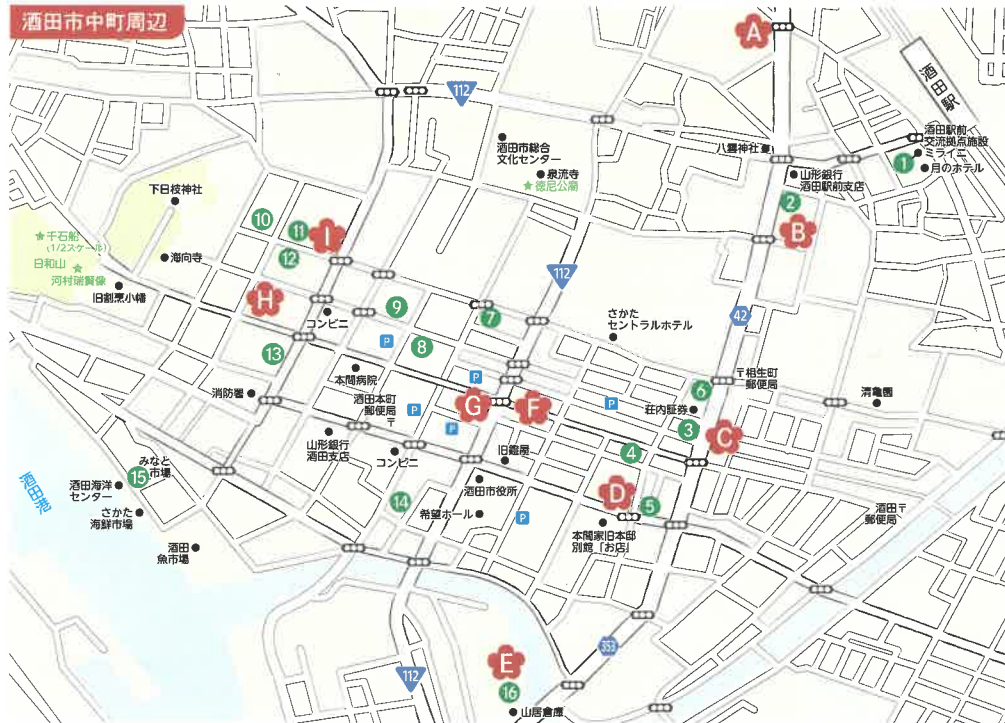 酒田市中町周辺
A
112
酒田駅
酒田市総合
文化センター
泉流寺
徳尼公廟
八雲神社
酒田駅前
交流拠点施設
ミライニ
月のホテル
1
山形銀行
酒田駅前支店
2
B
下日枝神社
10
11
I
12
千石船
(1/2スケール)
日和山
河村瑞賢像
海向寺
旧割烹小幡
H
コンビニ
9
P
8
7
112
さかた
セントラルホテル
42
〒相生町
郵便局
6
荘内証券
清亀園
13
消防署
本間病院
酒田本町
郵便局
〒
P
P
G
F
P
P
3
C
4
山形銀行
酒田支店
コンビニ
旧鐙屋
D
5
みなと
市場
15
酒田海洋
センター
さかた
海鮮市場
酒田港
酒田
魚市場
14
酒田市役所
希望ホール
P
本間家旧本邸
別館「お店」
酒田〒
郵便局
353
E
16
山居倉庫
112